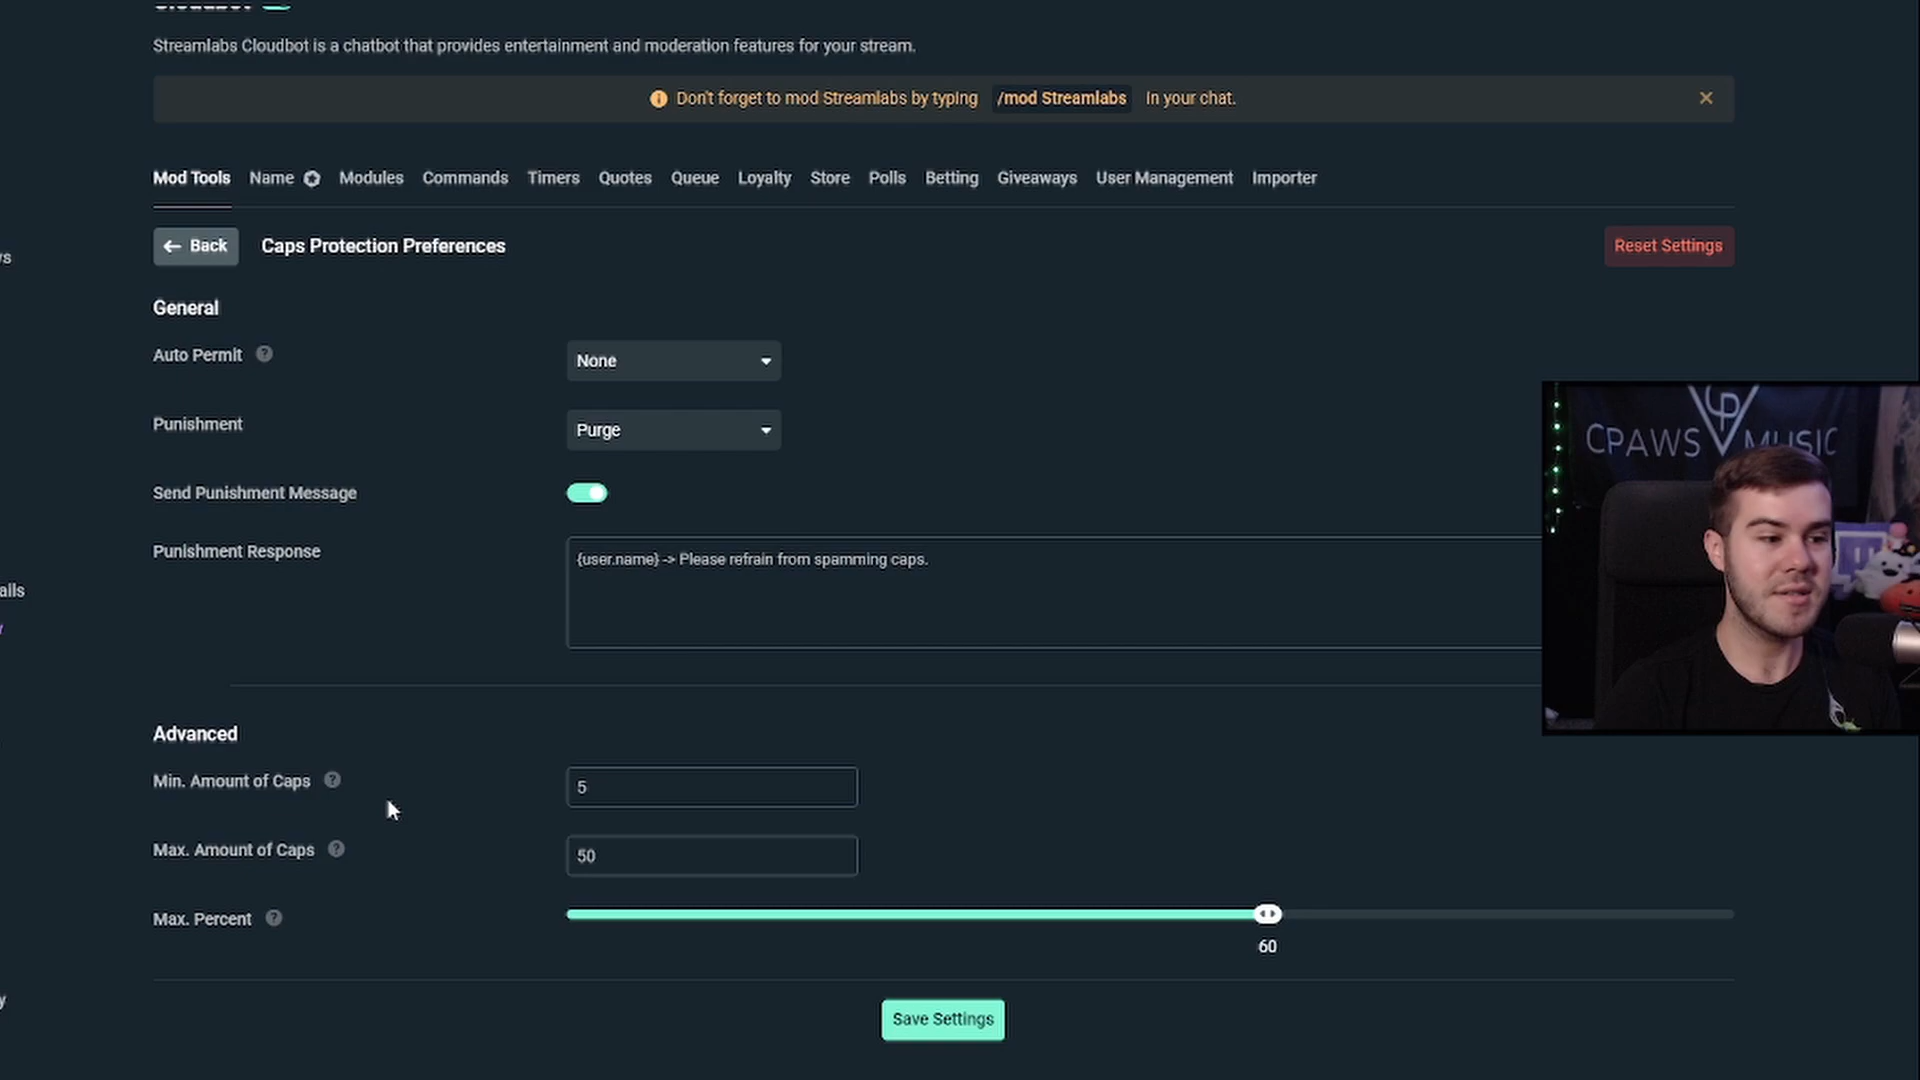 Cloudbot
Streamlabs Cloudbot is a chatbot that provides entertainment and moderation features for your stream.
Don't forget to mod Streamlabs by typing /mod Streamlabs In your chat.
Mod Tools Name Modules Commands Timers Quotes Queue Loyalty Store Polls Betting Giveaways User Management Importer
Back Caps Protection Preferences Reset Settings
General
Auto Permit ? None
Punishment Purge
Send Punishment Message
Punishment Response {user.name} -> Please refrain from spamming caps.
CPAWS CP MUSIC
Advanced
Min. Amount of Caps ? 5
Max. Amount of Caps ? 50
Max. Percent ?
60
Save Settings